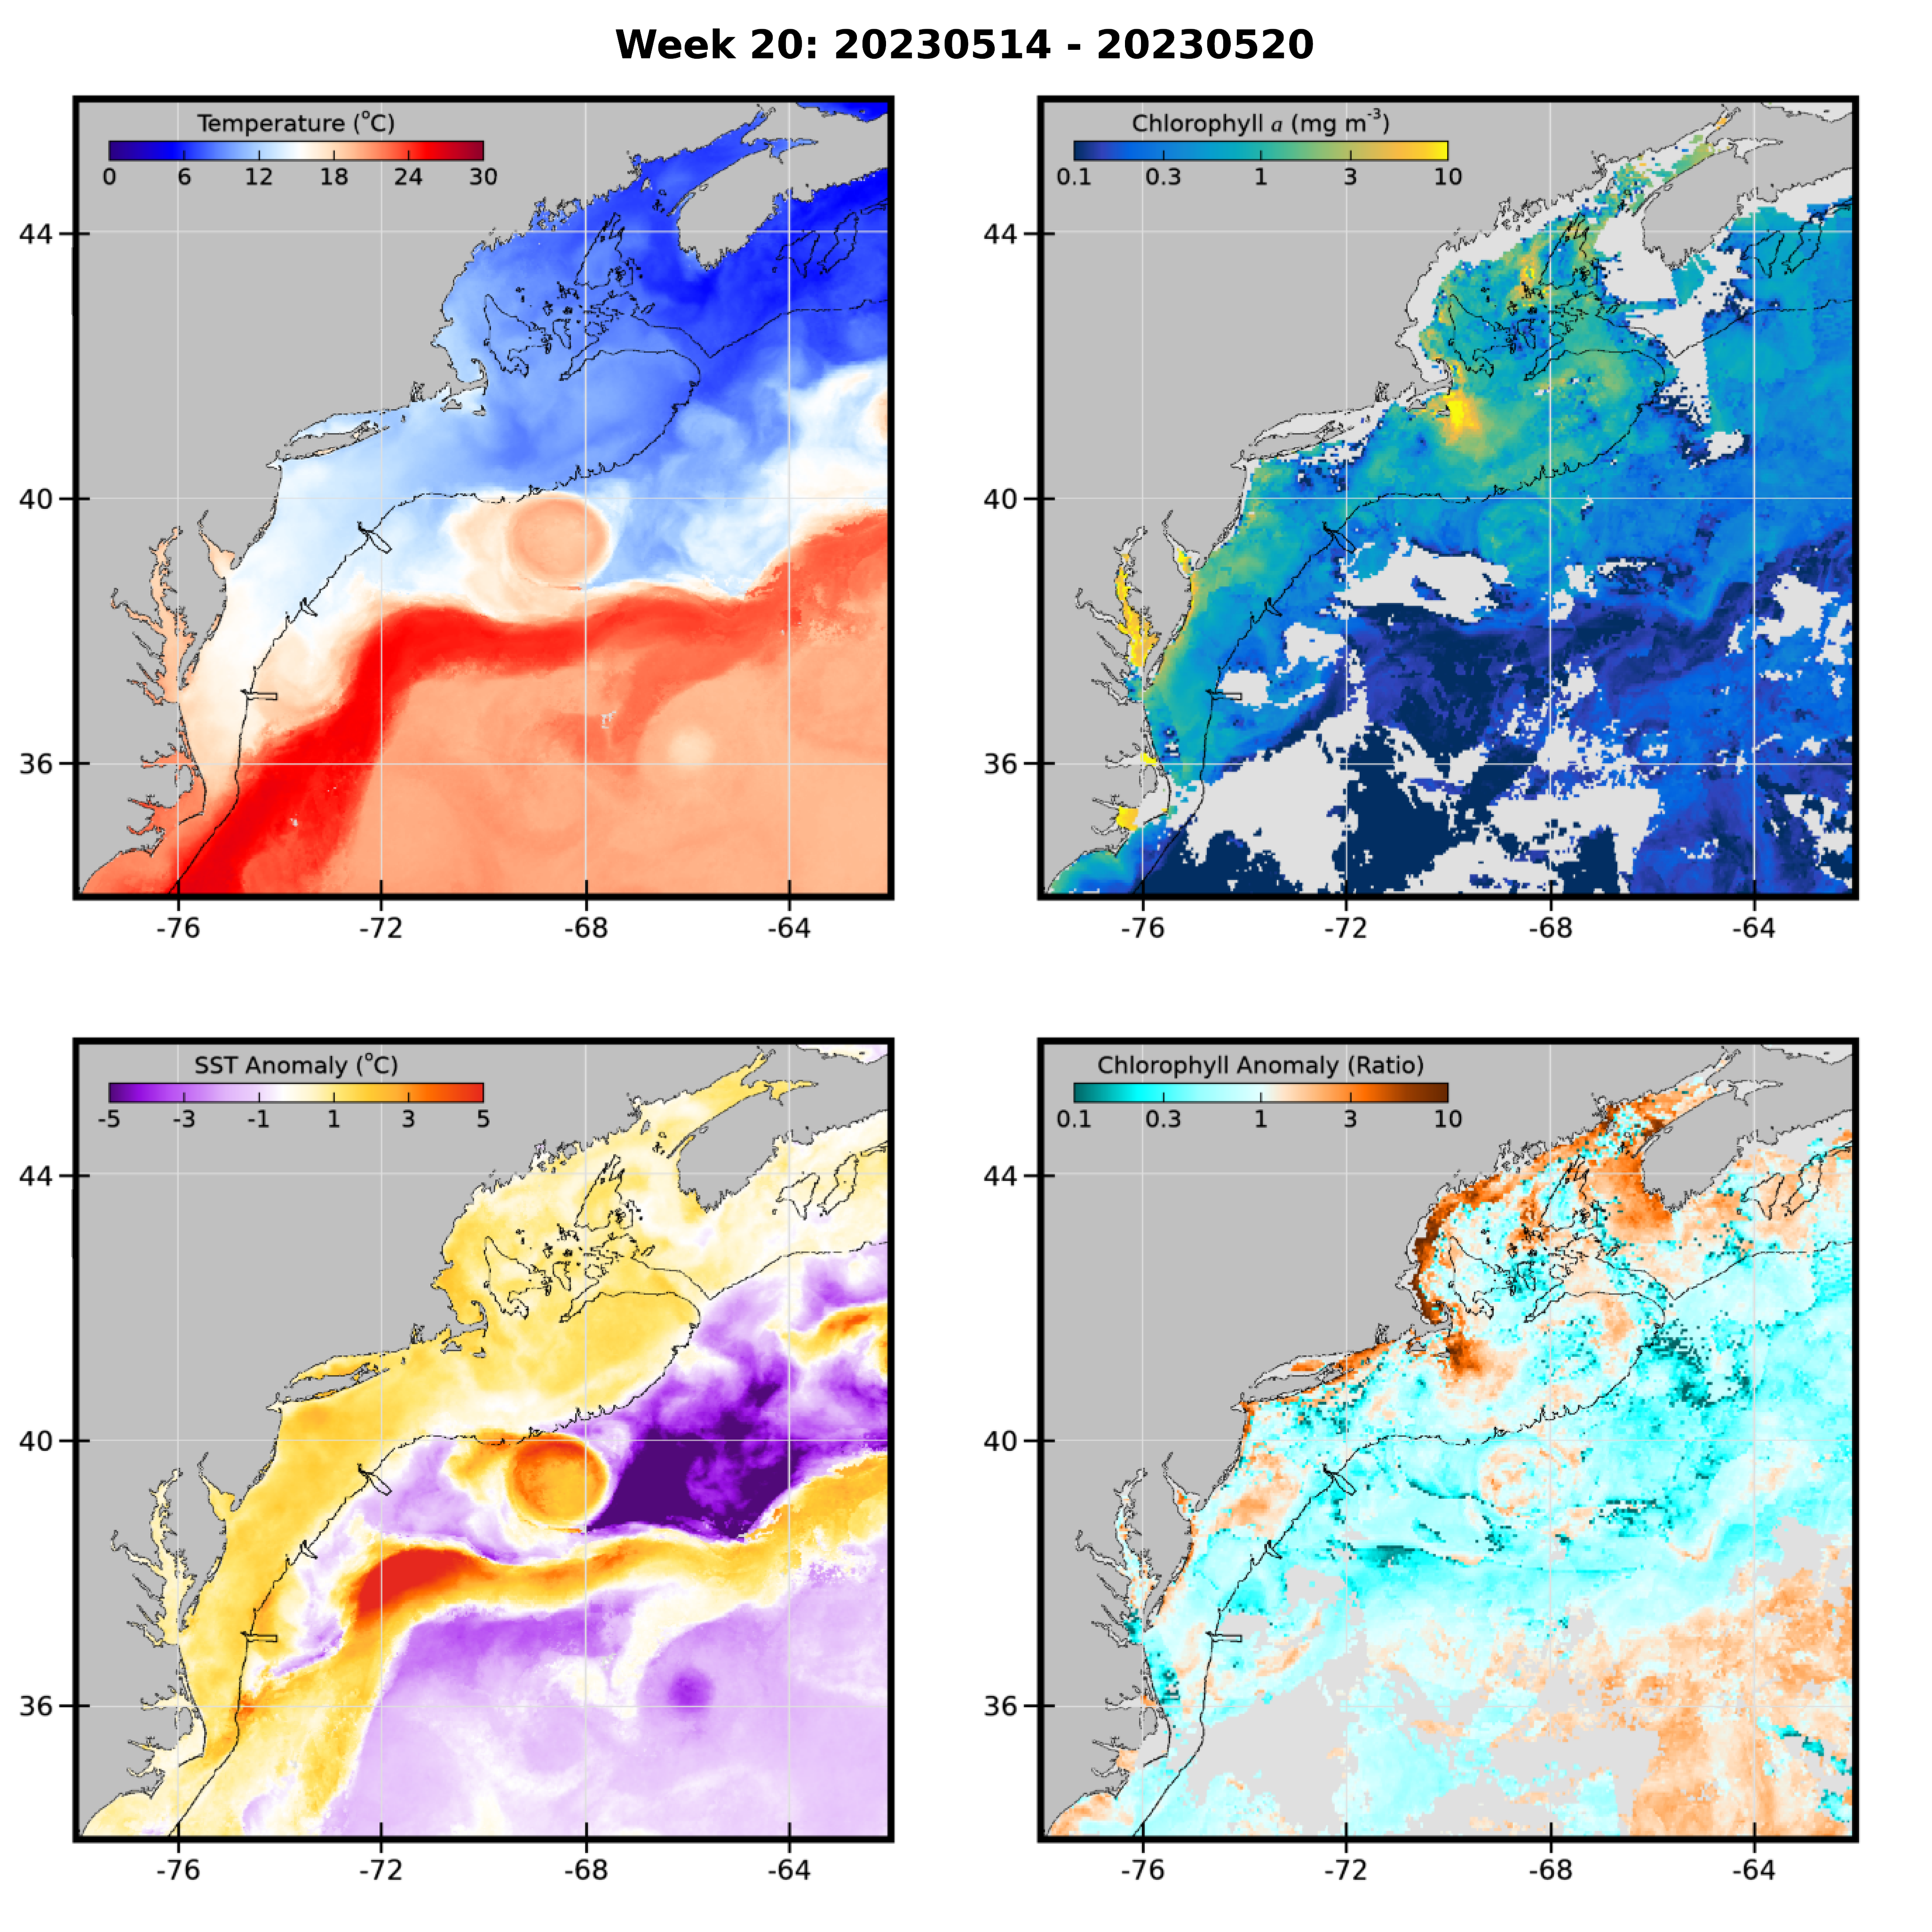 Week 20: 20230514 - 20230520
Temperature (°C)
0 6 12 18 24 30
44
40
36
-76 -72 -68 -64
Chlorophyll a (mg m⁻³)
0.1 0.3 1 3 10
44
40
36
-76 -72 -68 -64
SST Anomaly (°C)
-5 -3 -1 1 3 5
44
40
36
-76 -72 -68 -64
Chlorophyll Anomaly (Ratio)
0.1 0.3 1 3 10
44
40
36
-76 -72 -68 -64